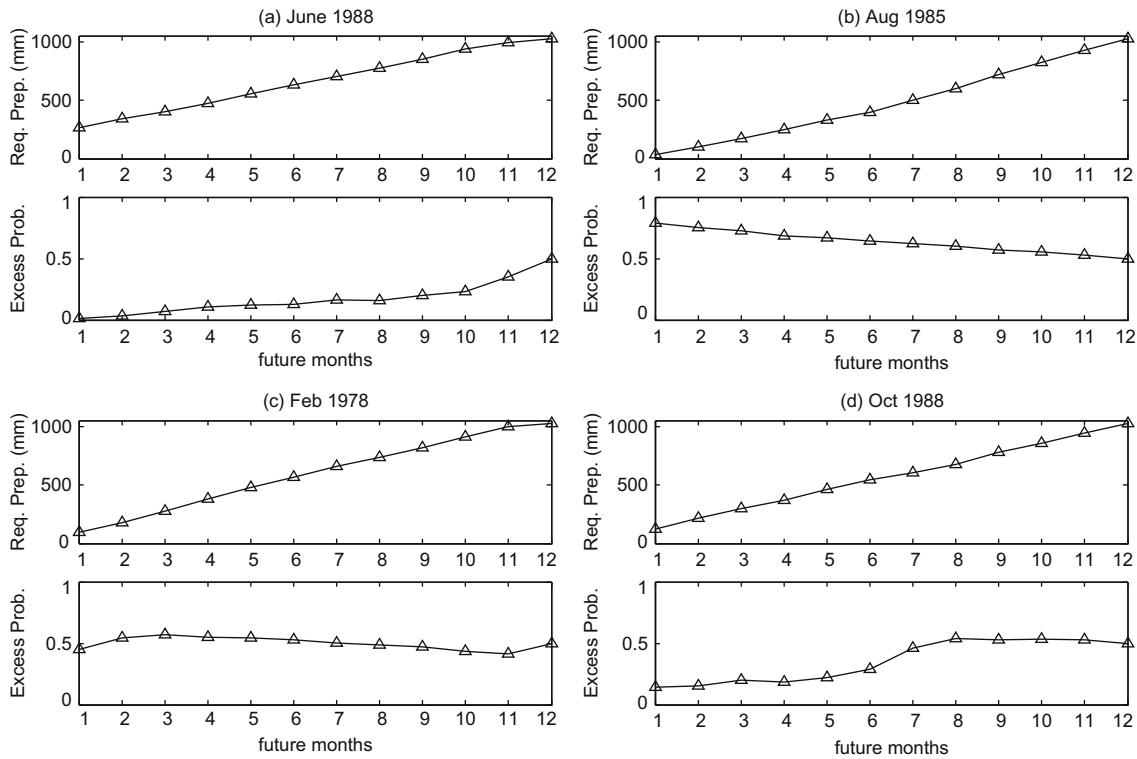 (a) June 1988
Req. Prep. (mm)
1000
500
0
1 2 3 4 5 6 7 8 9 10 11 12
Excess Prob.
1
0.5
0
1 2 3 4 5 6 7 8 9 10 11 12
future months
(b) Aug 1985
Req. Prep. (mm)
1000
500
0
1 2 3 4 5 6 7 8 9 10 11 12
Excess Prob.
1
0.5
0
1 2 3 4 5 6 7 8 9 10 11 12
(c) Feb 1978
Req. Prep. (mm)
1000
500
0
1 2 3 4 5 6 7 8 9 10 11 12
Excess Prob.
1
0.5
0
1 2 3 4 5 6 7 8 9 10 11 12
future months
(d) Oct 1988
Req. Prep. (mm)
1000
500
0
1 2 3 4 5 6 7 8 9 10 11 12
Excess Prob.
1
0.5
0
1 2 3 4 5 6 7 8 9 10 11 12
future months